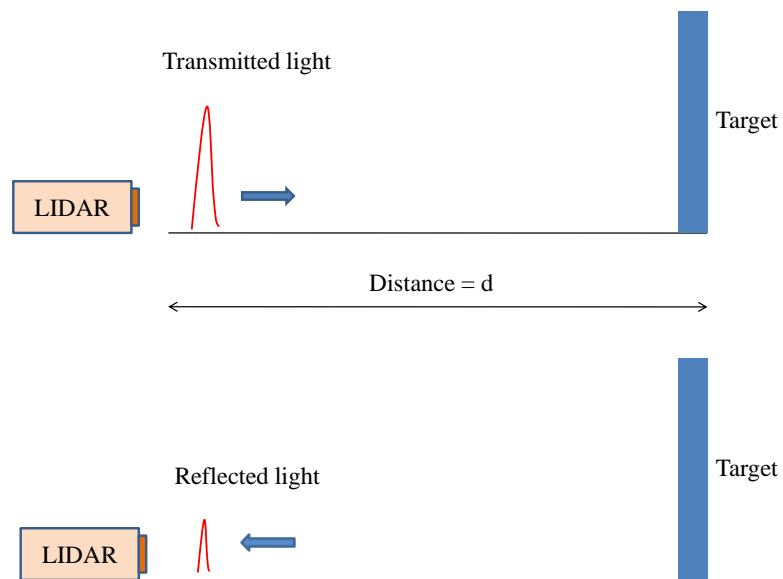 Transmitted light
Target
LIDAR
Distance = d
Reflected light
Target
LIDAR